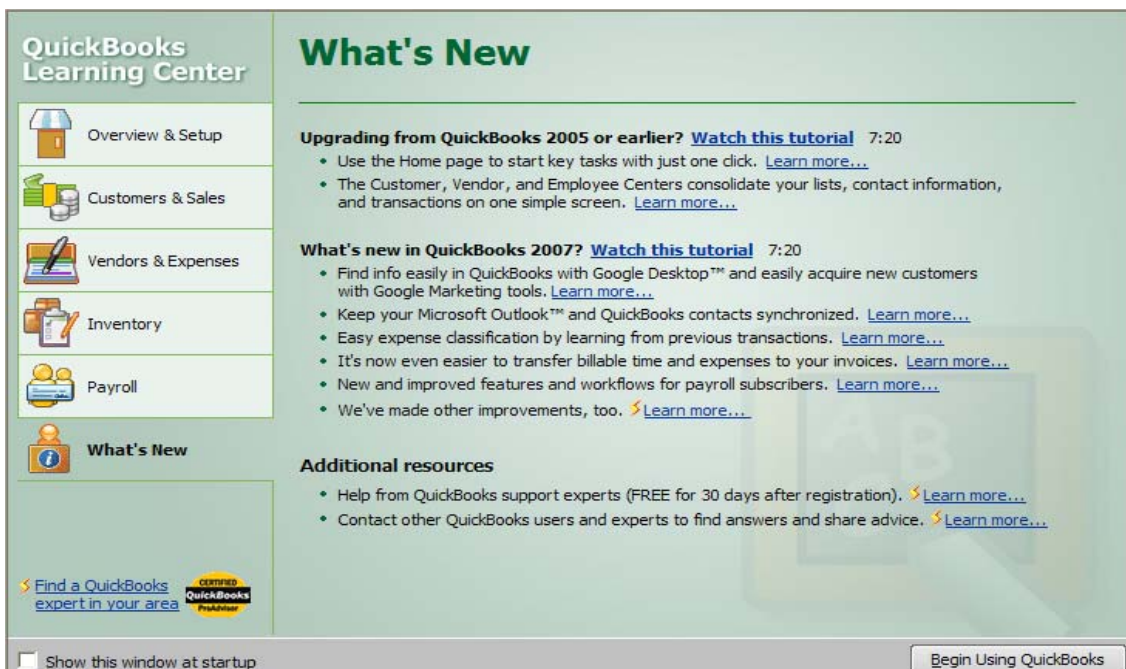 QuickBooks
Learning Center
Overview & Setup
Customers & Sales
Vendors & Expenses
Inventory
Payroll
What's New
Find a QuickBooks
expert in your area
CERTIFIED
QuickBooks
ProAdvisor
What's New
Upgrading from QuickBooks 2005 or earlier? Watch this tutorial 7:20
• Use the Home page to start key tasks with just one click. Learn more...
• The Customer, Vendor, and Employee Centers consolidate your lists, contact information,
and transactions on one simple screen. Learn more...
What's new in QuickBooks 2007? Watch this tutorial 7:20
• Find info easily in QuickBooks with Google Desktop™ and easily acquire new customers
with Google Marketing tools. Learn more...
• Keep your Microsoft Outlook™ and QuickBooks contacts synchronized. Learn more...
• Easy expense classification by learning from previous transactions. Learn more...
• It's now even easier to transfer billable time and expenses to your invoices. Learn more...
• New and improved features and workflows for payroll subscribers. Learn more...
• We've made other improvements, too. Learn more...
Additional resources
• Help from QuickBooks support experts (FREE for 30 days after registration). Learn more...
• Contact other QuickBooks users and experts to find answers and share advice. Learn more...
A B
C
Show this window at startup
Begin Using QuickBooks